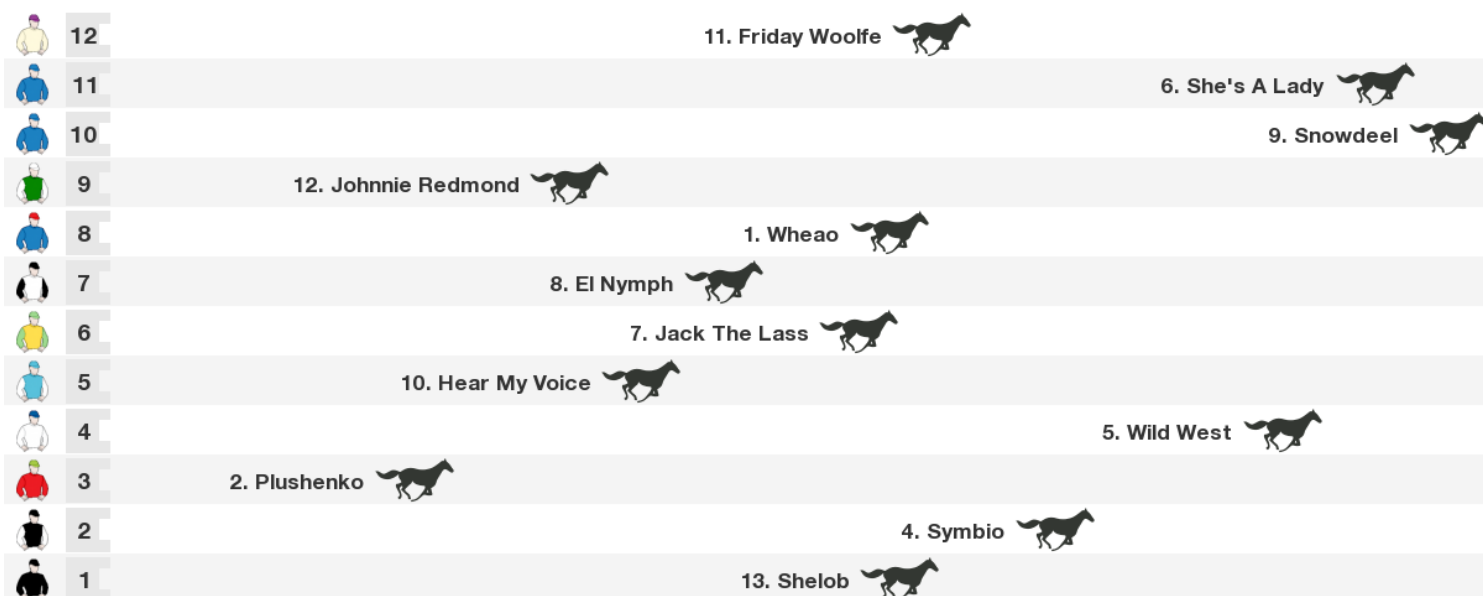 12 11. Friday Woolfe
11 6. She's A Lady
10 9. Snowdeel
9 12. Johnnie Redmond
8 1. Wheao
7 8. El Nymph
6 7. Jack The Lass
5 10. Hear My Voice
4 5. Wild West
3 2. Plushenko
2 4. Symbio
1 13. Shelob